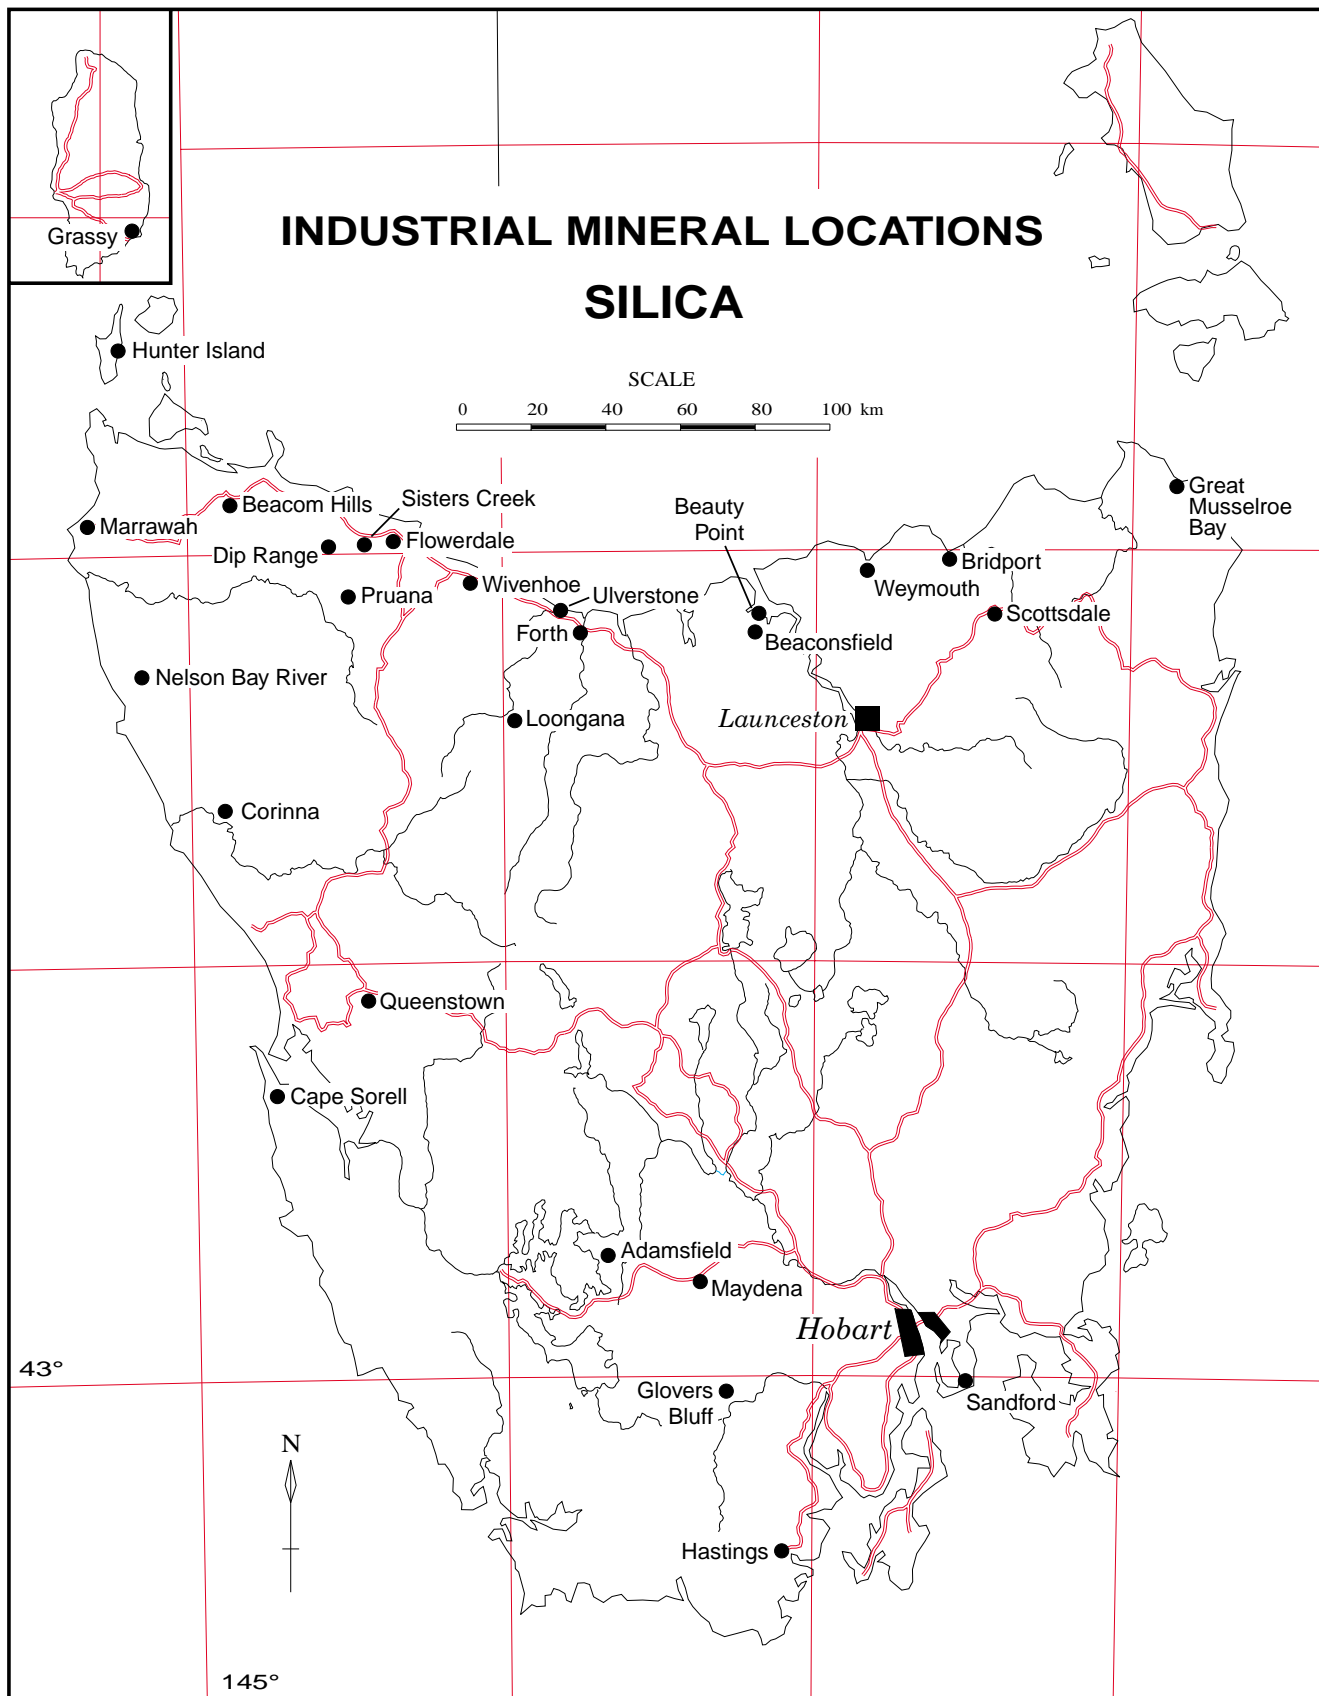 Grassy
INDUSTRIAL MINERAL LOCATIONS
SILICA
Hunter Island
SCALE
0 20 40 60 80 100 km
Sisters Creek
Beacom Hills
Marrawah
Dip Range
Flowerdale
Beauty
Point
Great
Musselroe
Bay
Pruana
Wivenhoe
Ulverstone
Forth
Weymouth
Bridport
Scottsdale
Beaconsfield
Nelson Bay River
Loongana
Launceston
Corinna
Queenstown
Cape Sorell
Adamsfield
Maydena
Hobart
43°
Glovers
Bluff
Sandford
N
Hastings
145°